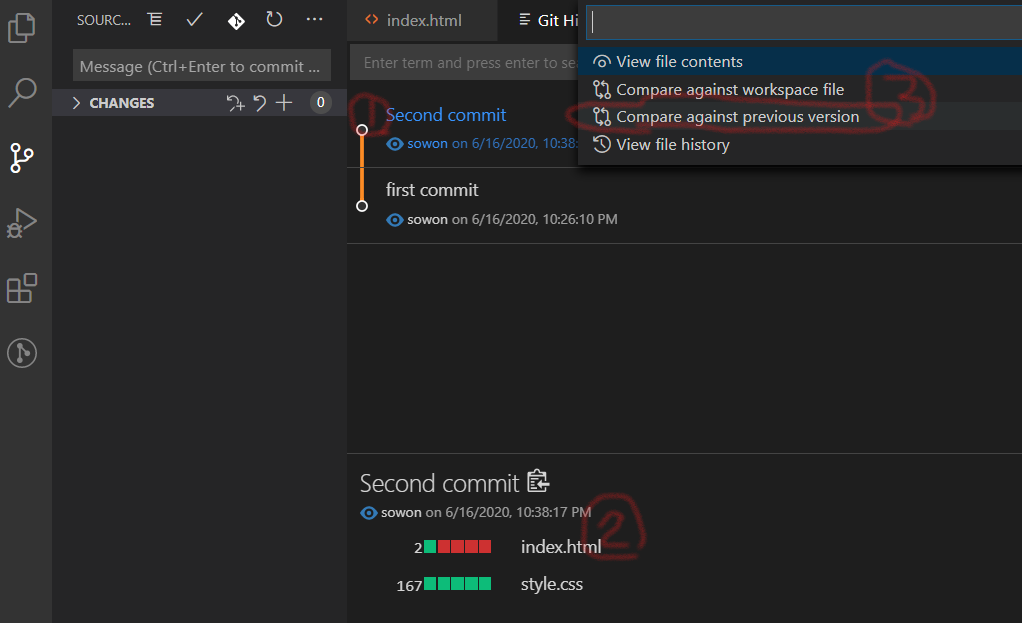 SOURC...
Message (Ctrl+Enter to commit ...
CHANGES
0
index.html
Git Hi
Enter term and press enter to se
View file contents
Compare against workspace file
Compare against previous version
View file history
1
3
Second commit
sowon on 6/16/2020, 10:38:
first commit
sowon on 6/16/2020, 10:26:10 PM
Second commit
sowon on 6/16/2020, 10:38:17 PM
2
2 index.html
167 style.css